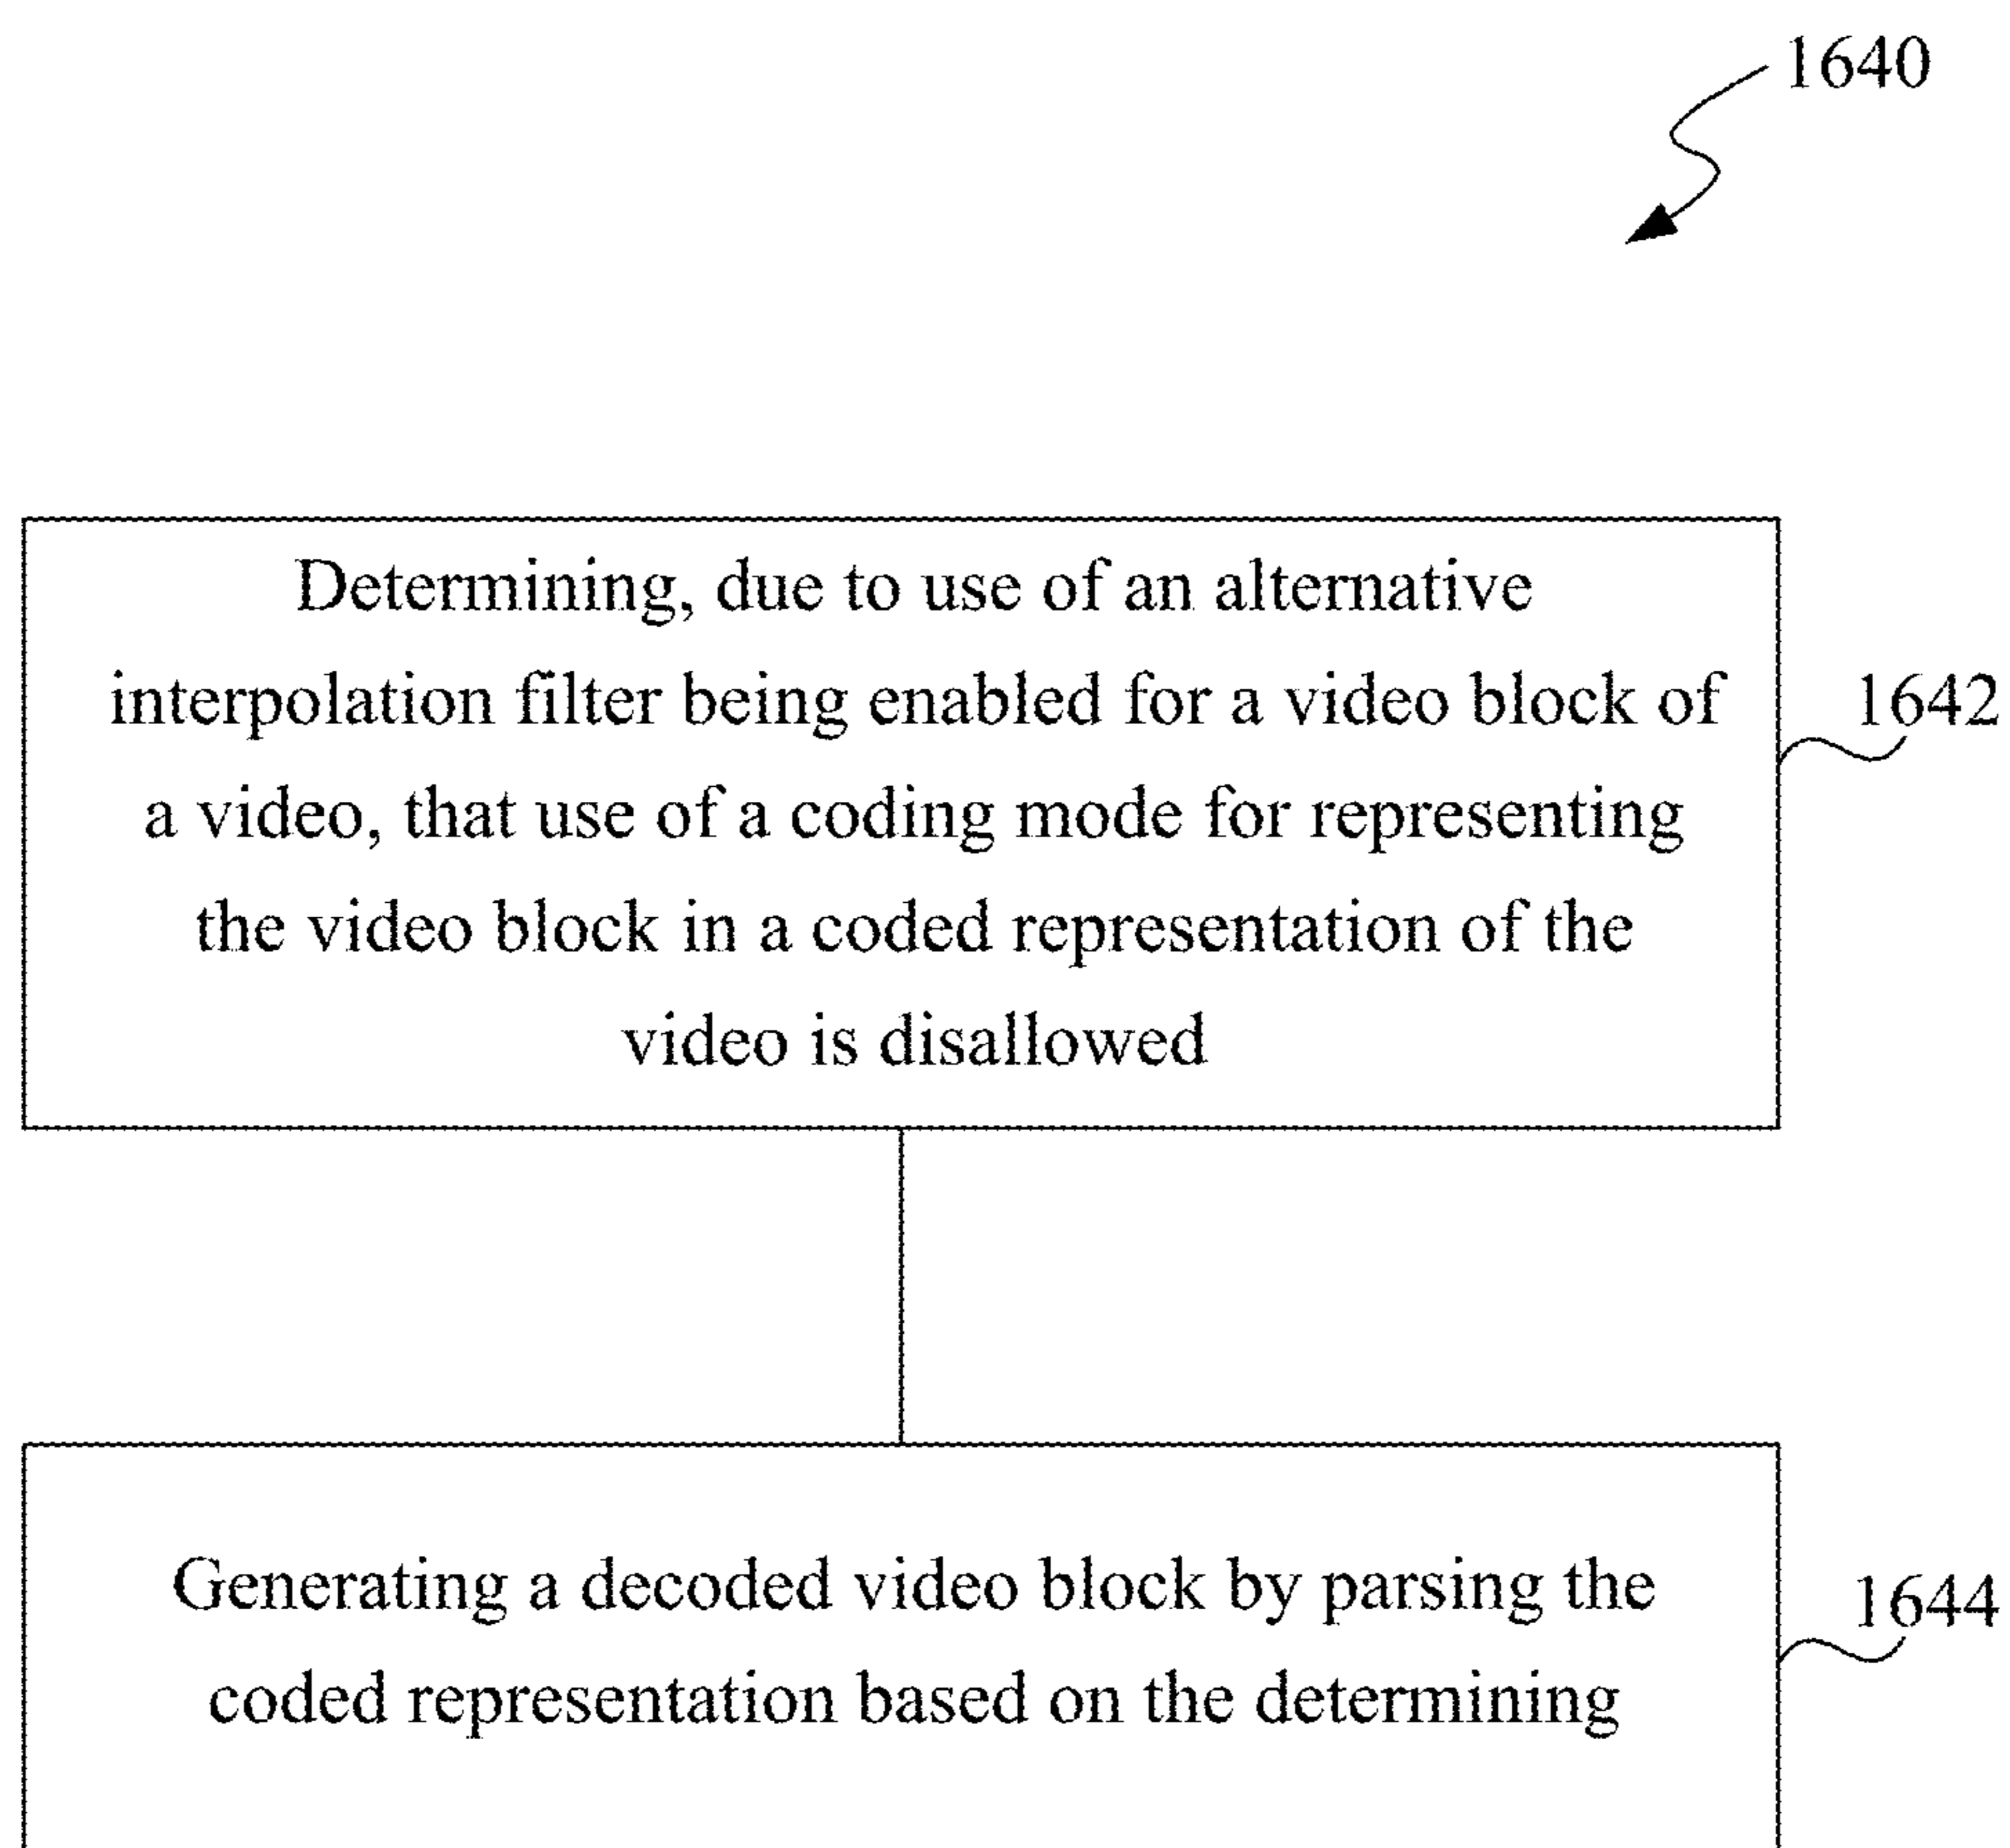 1640
Determining, due to use of an alternative
interpolation filter being enabled for a video block of
a video, that use of a coding mode for representing
the video block in a coded representation of the
video is disallowed
1642
Generating a decoded video block by parsing the
coded representation based on the determining
1644